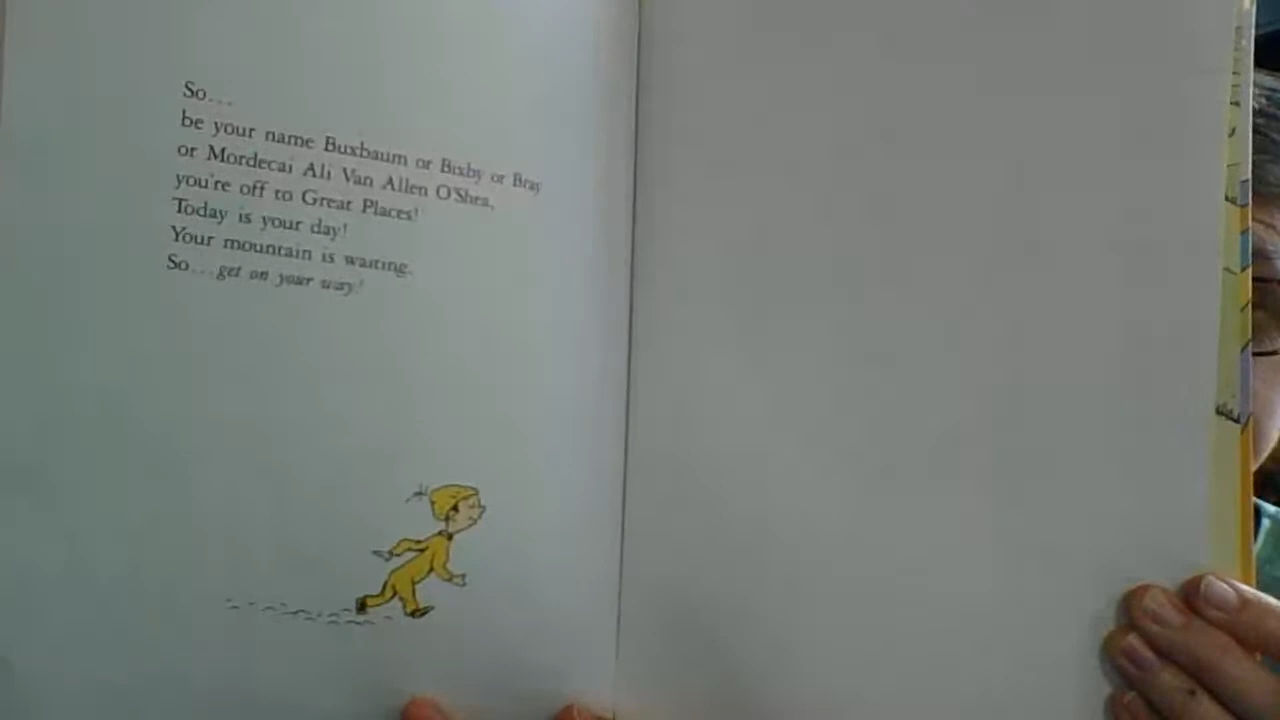 So...
be your name Buxbaum or Bixby or Bray
or Mordecai Ali Van Allen O'Shea,
you're off to Great Places!
Today is your day!
Your mountain is waiting.
So...get on your way!